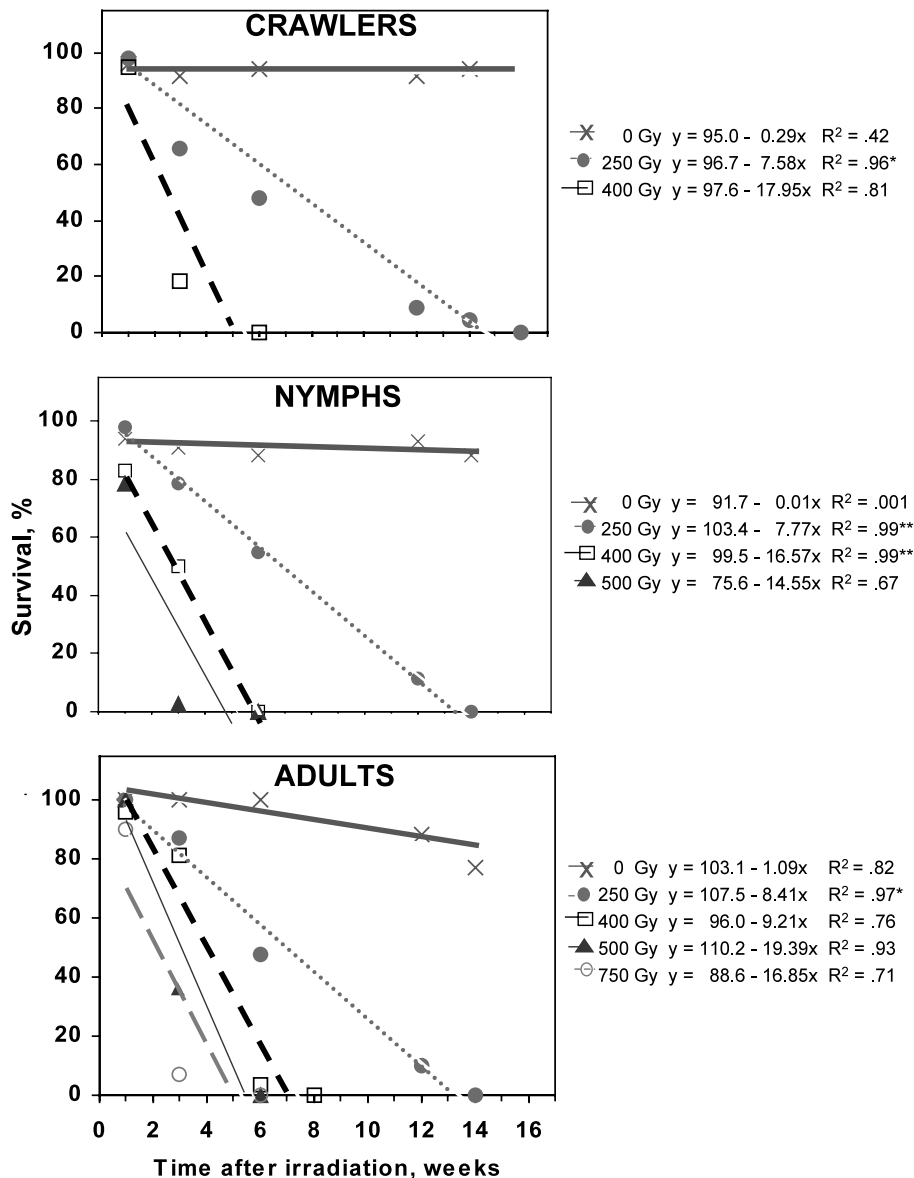 CRAWLERS
100
80
60
40
20
0
0 Gy y = 95.0 - 0.29x R² = .42
250 Gy y = 96.7 - 7.58x R² = .96*
400 Gy y = 97.6 - 17.95x R² = .81
NYMPHS
100
80
60
40
20
0
Survival, %
0 Gy y = 91.7 - 0.01x R² = .001
250 Gy y = 103.4 - 7.77x R² = .99**
400 Gy y = 99.5 - 16.57x R² = .99**
500 Gy y = 75.6 - 14.55x R² = .67
ADULTS
100
80
60
40
20
0
0 2 4 6 8 10 12 14 16
Time after irradiation, weeks
0 Gy y = 103.1 - 1.09x R² = .82
250 Gy y = 107.5 - 8.41x R² = .97*
400 Gy y = 96.0 - 9.21x R² = .76
500 Gy y = 110.2 - 19.39x R² = .93
750 Gy y = 88.6 - 16.85x R² = .71